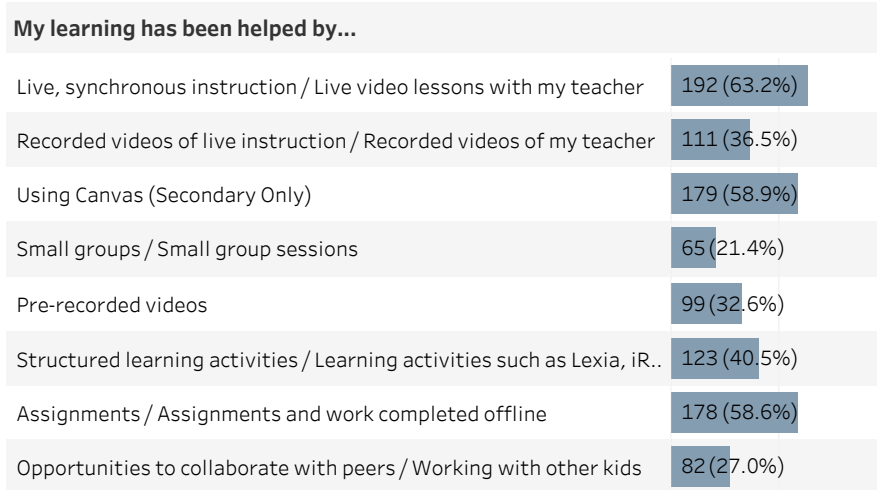 My learning has been helped by...
Live, synchronous instruction / Live video lessons with my teacher 192 (63.2%)
Recorded videos of live instruction / Recorded videos of my teacher 111 (36.5%)
Using Canvas (Secondary Only) 179 (58.9%)
Small groups / Small group sessions 65 (21.4%)
Pre-recorded videos 99 (32.6%)
Structured learning activities / Learning activities such as Lexia, iR.. 123 (40.5%)
Assignments / Assignments and work completed offline 178 (58.6%)
Opportunities to collaborate with peers / Working with other kids 82 (27.0%)